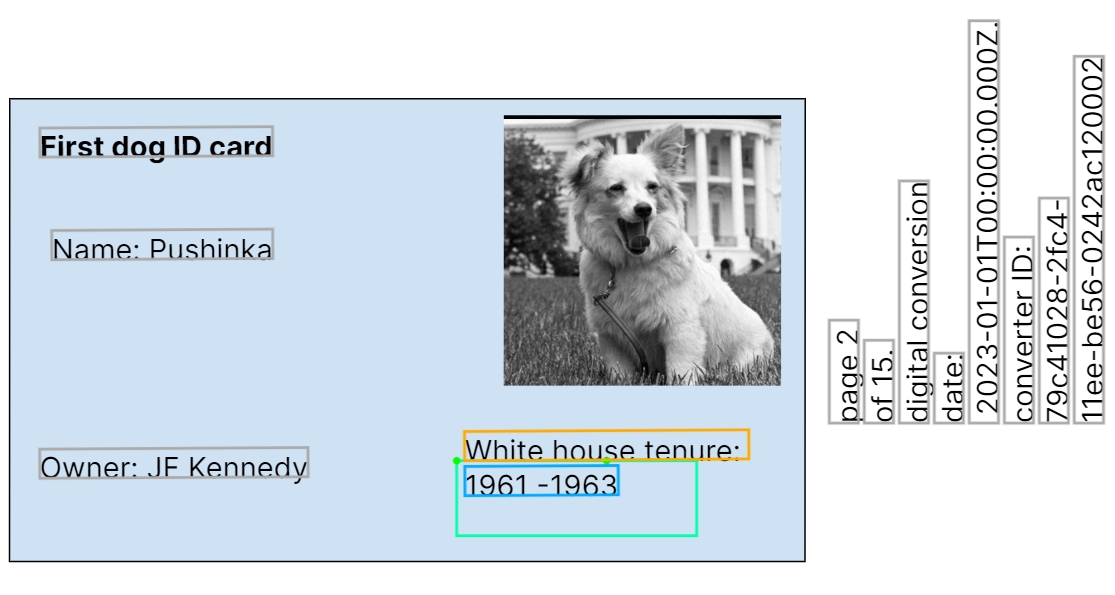 First dog ID card
Name: Pushinka
Owner: JF Kennedy
White house tenure:
1961 -1963
page 2
of 15.
digital conversion
date:
2023-01-01T00:00:00.000Z.
converter ID:
79c41028-2fc4-
11ee-be56-0242ac120002